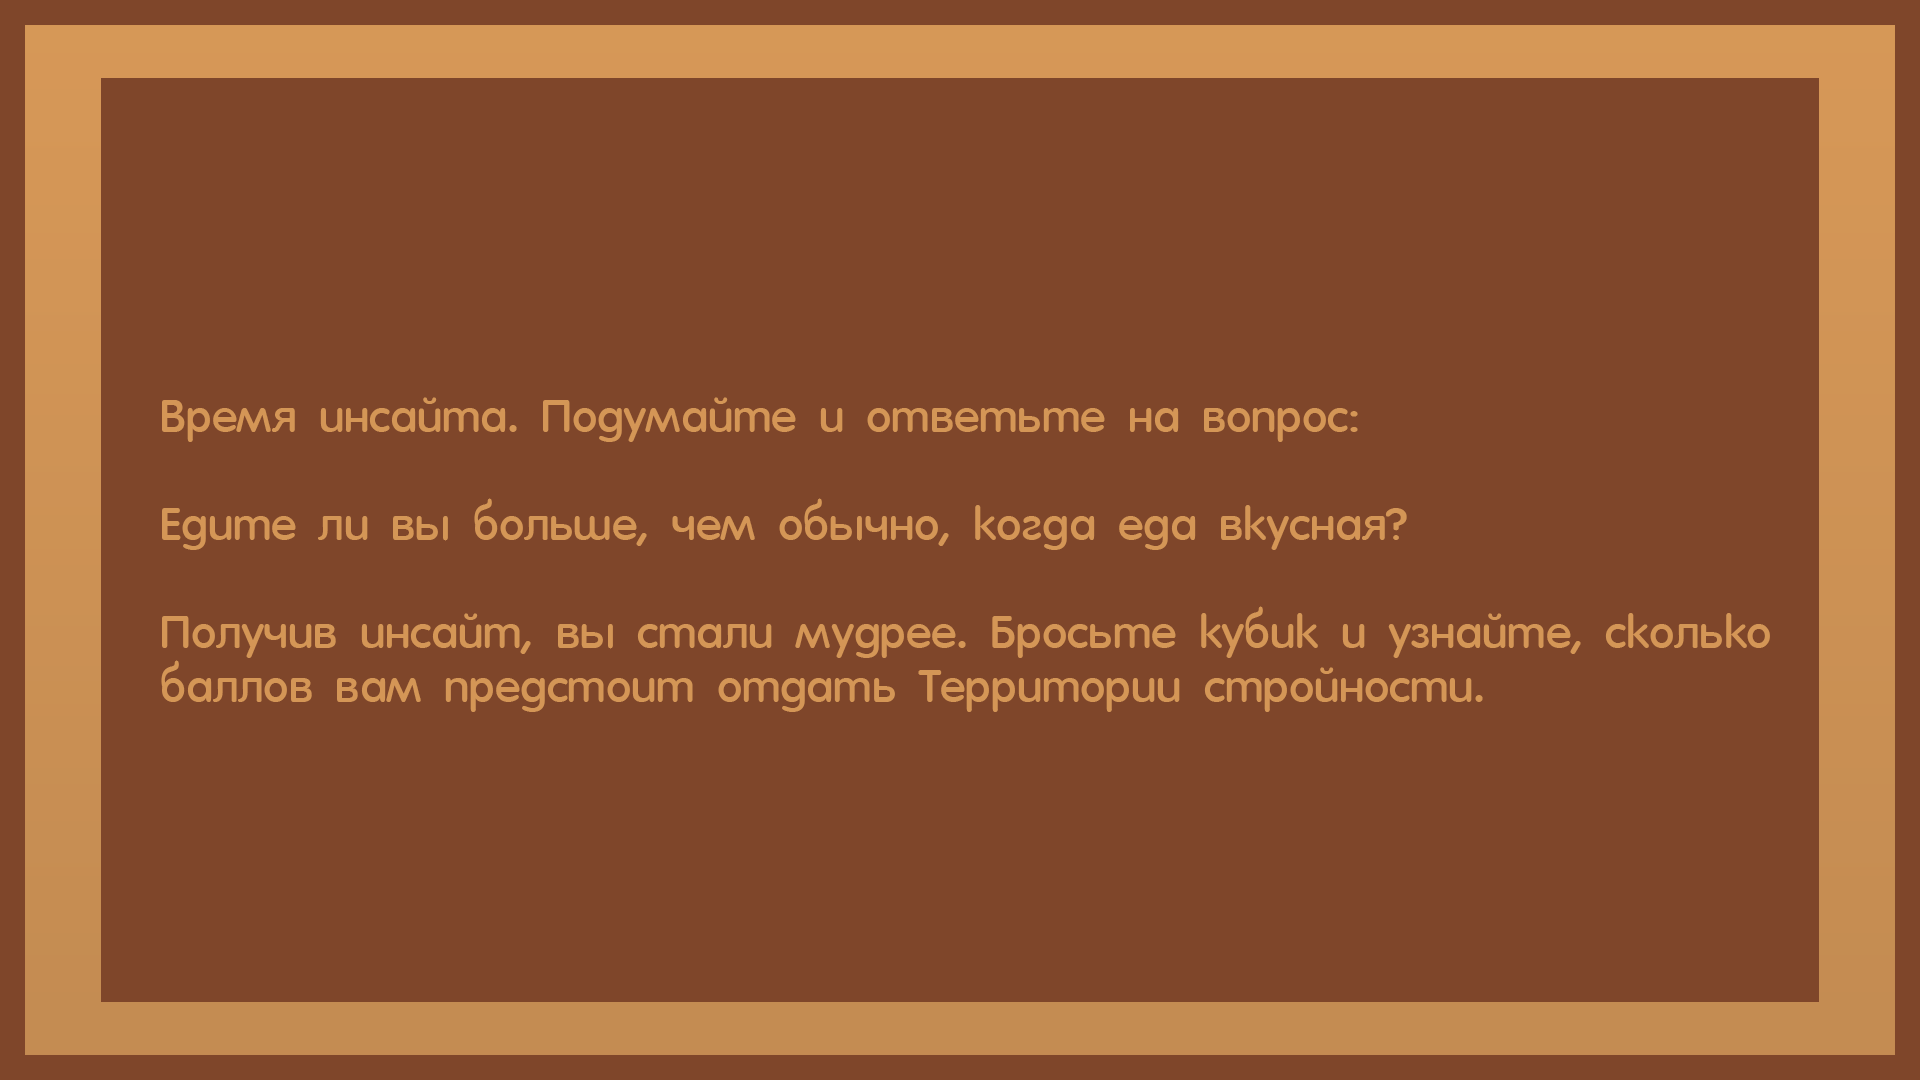 Время инсайта. Подумайте и ответьте на вопрос:
Едите ли вы больше, чем обычно, когда еда вкусная?
Получив инсайт, вы стали мудрее. Бросьте кубик и узнайте, сколько
баллов вам предстоит отдать Территории стройности.